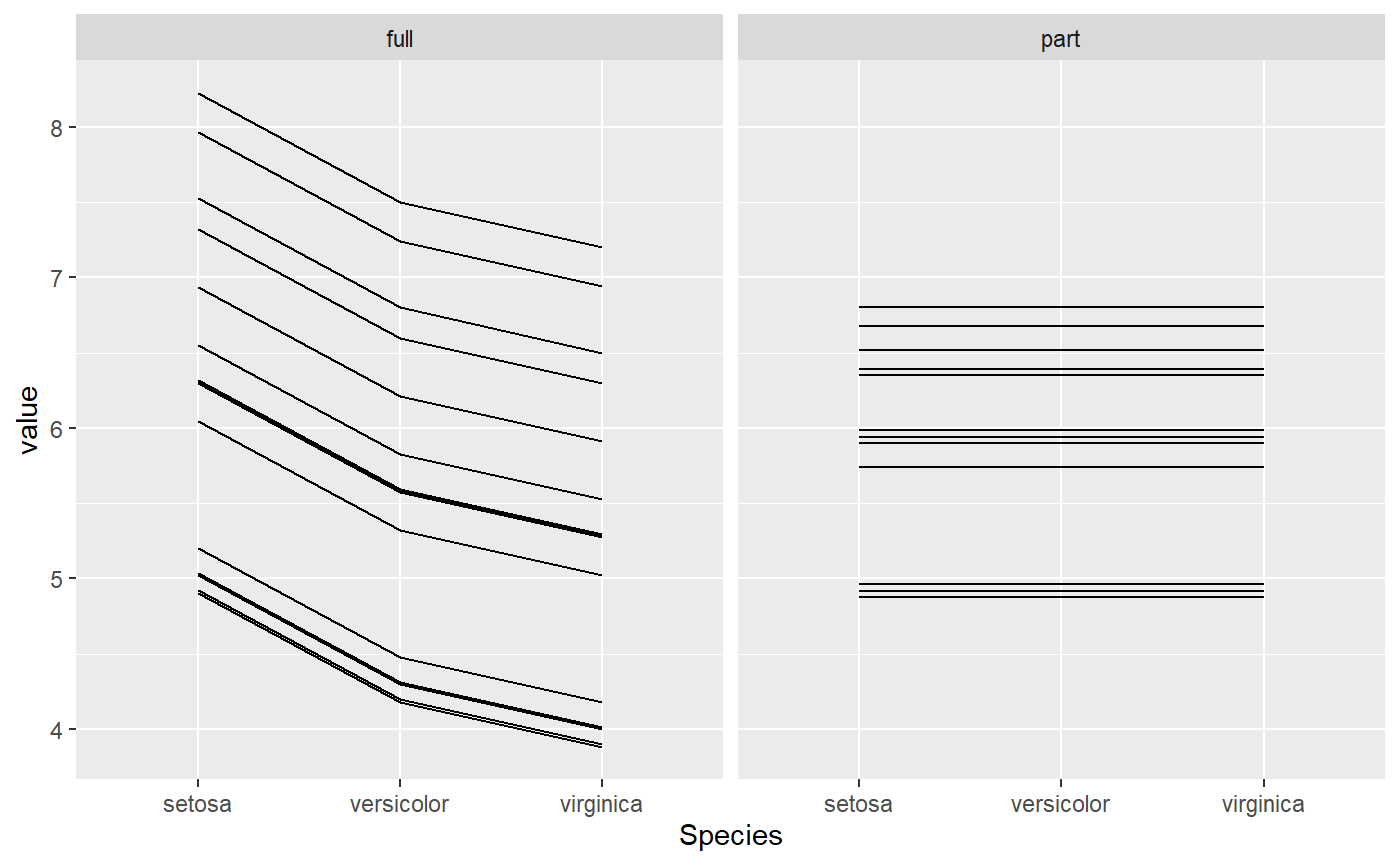 full
part
value
8
7
6
5
4
setosa
versicolor
virginica
setosa
versicolor
virginica
Species